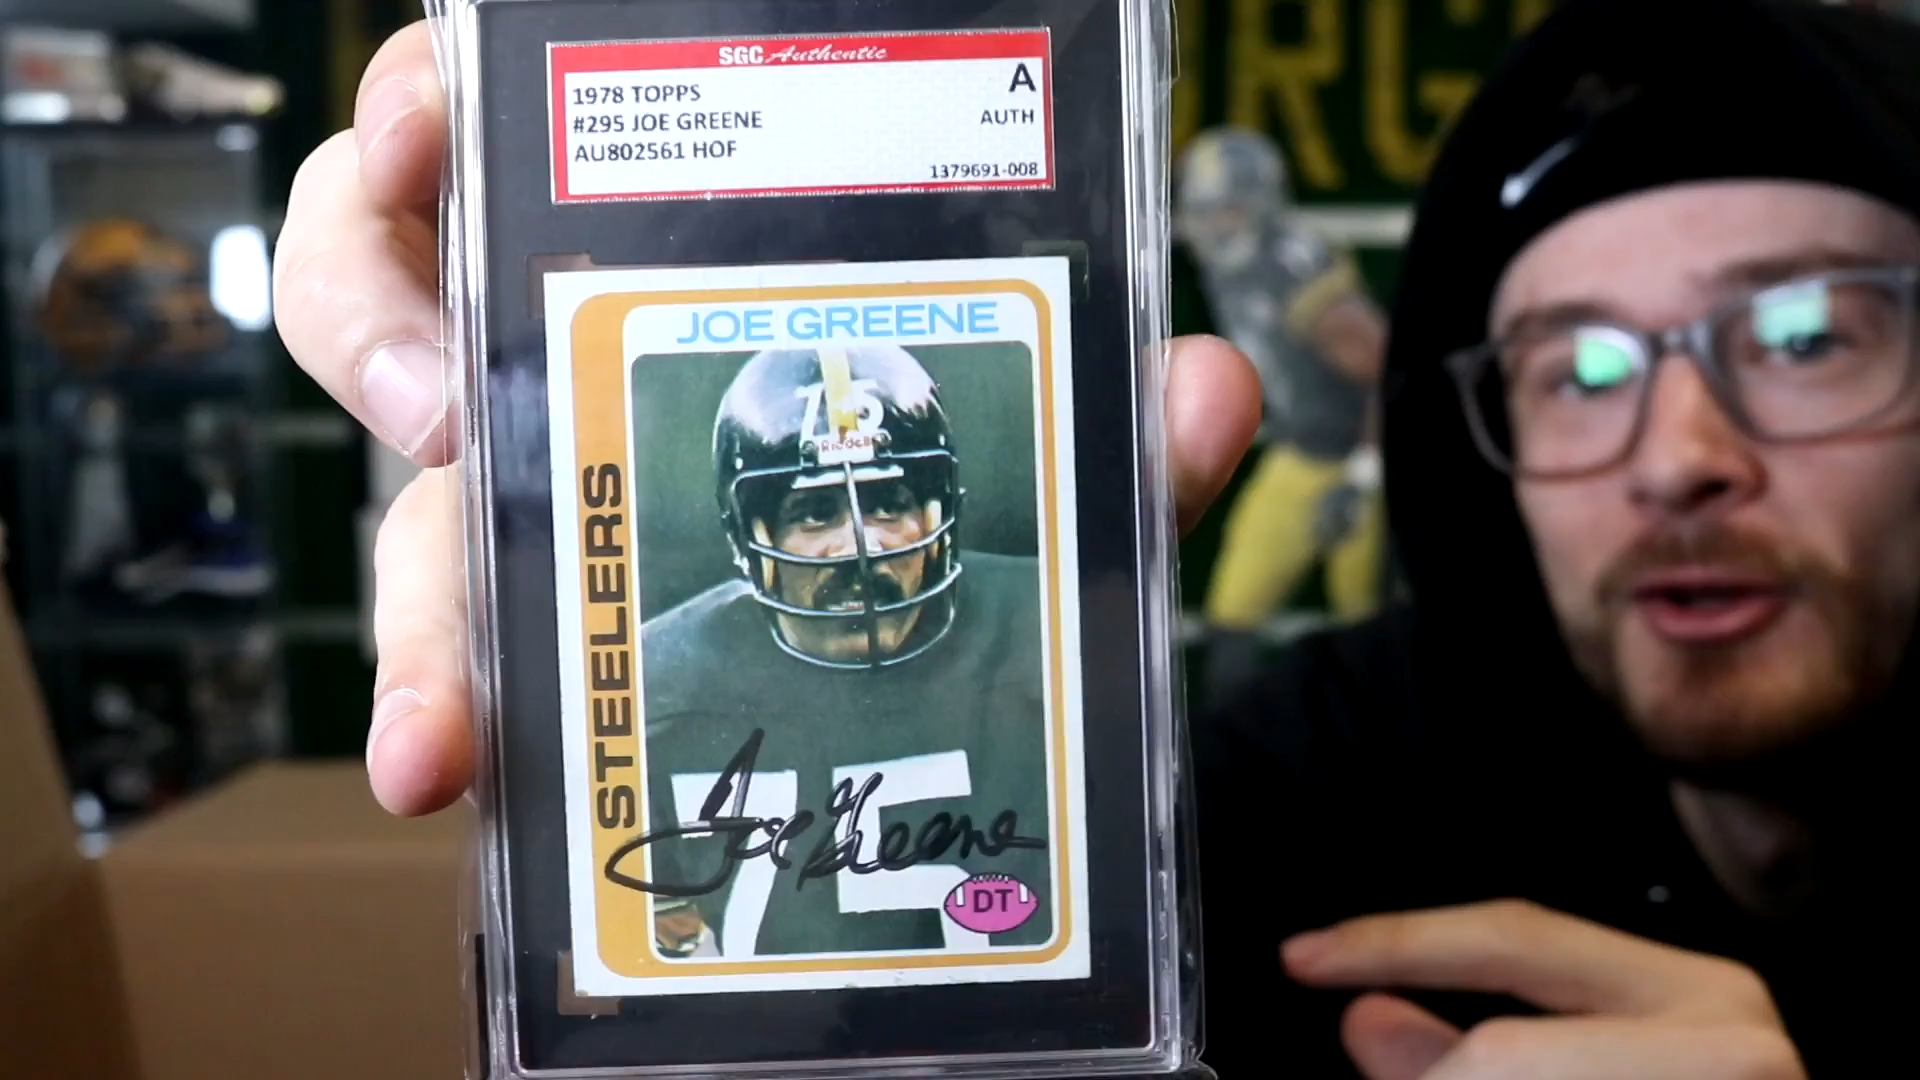 SGC Authentic
1978 TOPPS
#295 JOE GREENE
AU802561 HOF
A
AUTH
1379691-008
JOE GREENE
75
Riddell
STEELERS
75
Joe Greene
DT